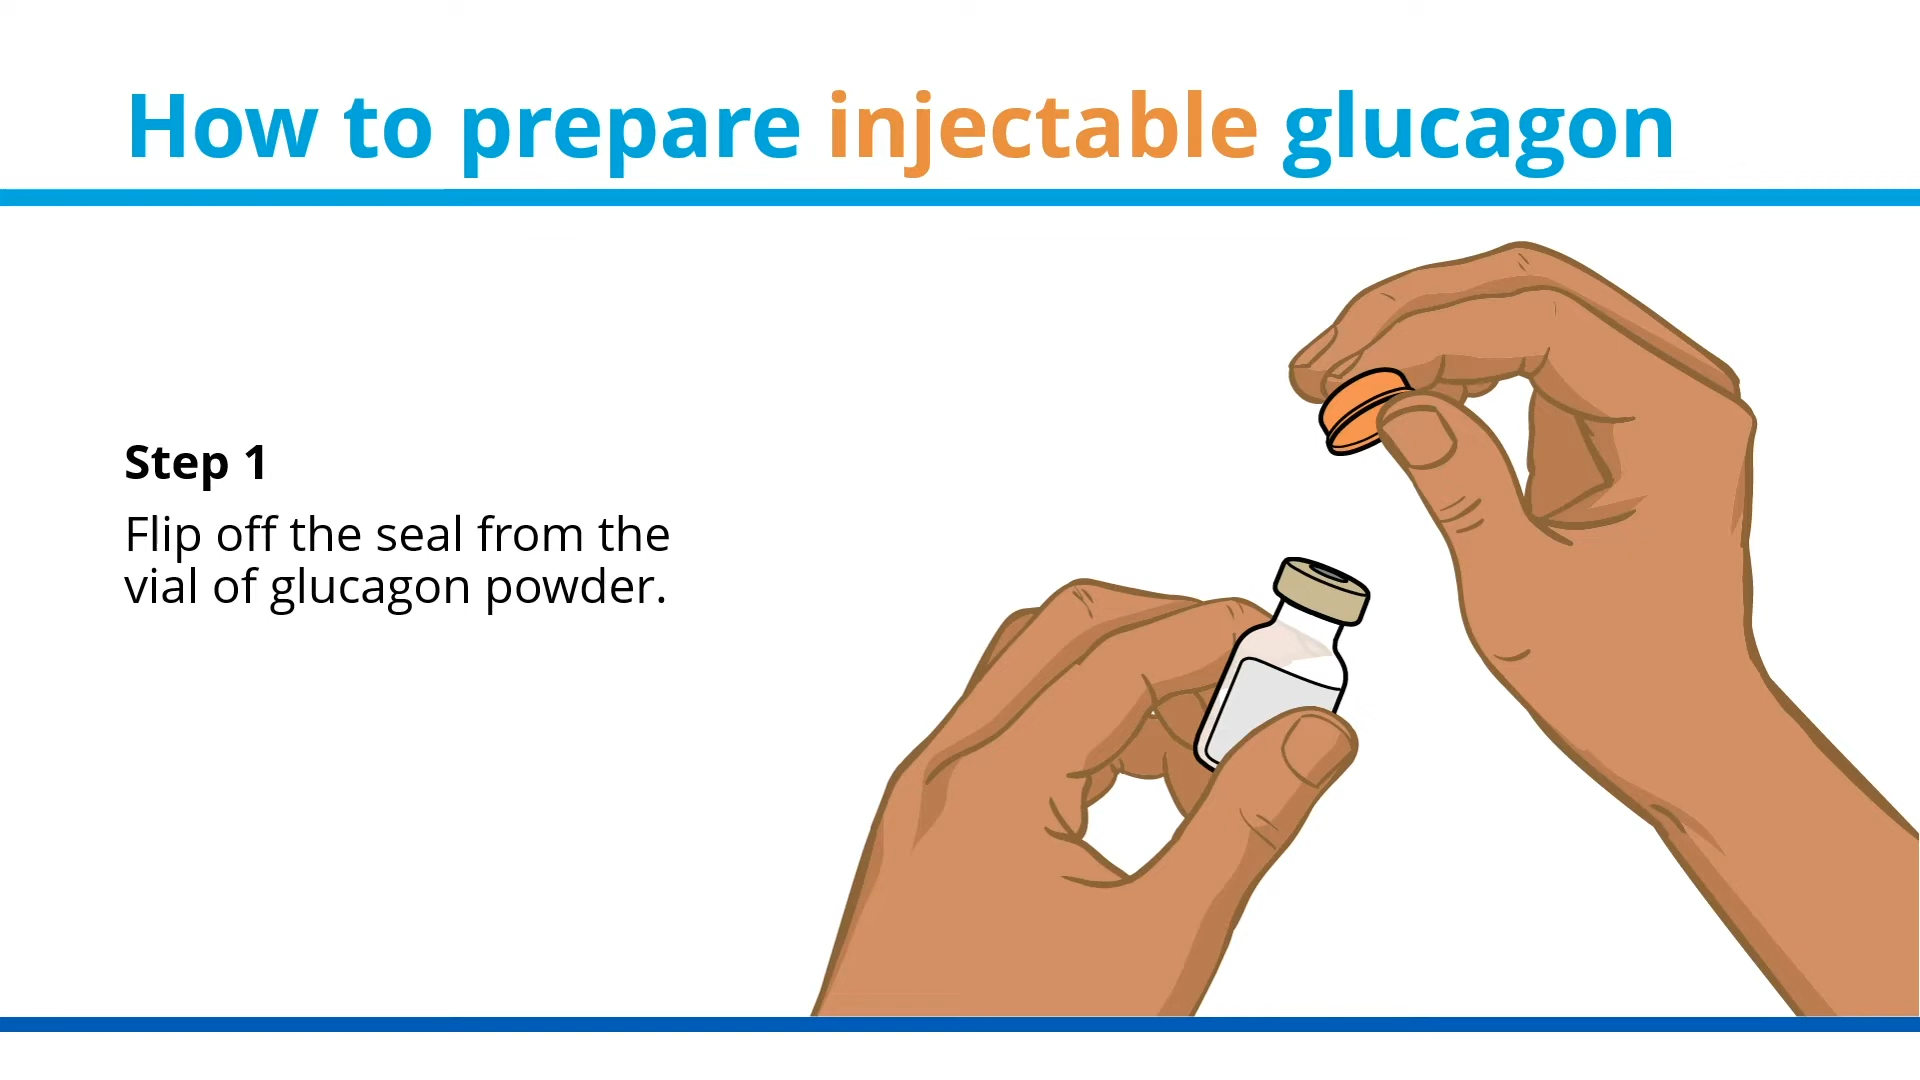 How to prepare injectable glucagon
Step 1
Flip off the seal from the
vial of glucagon powder.